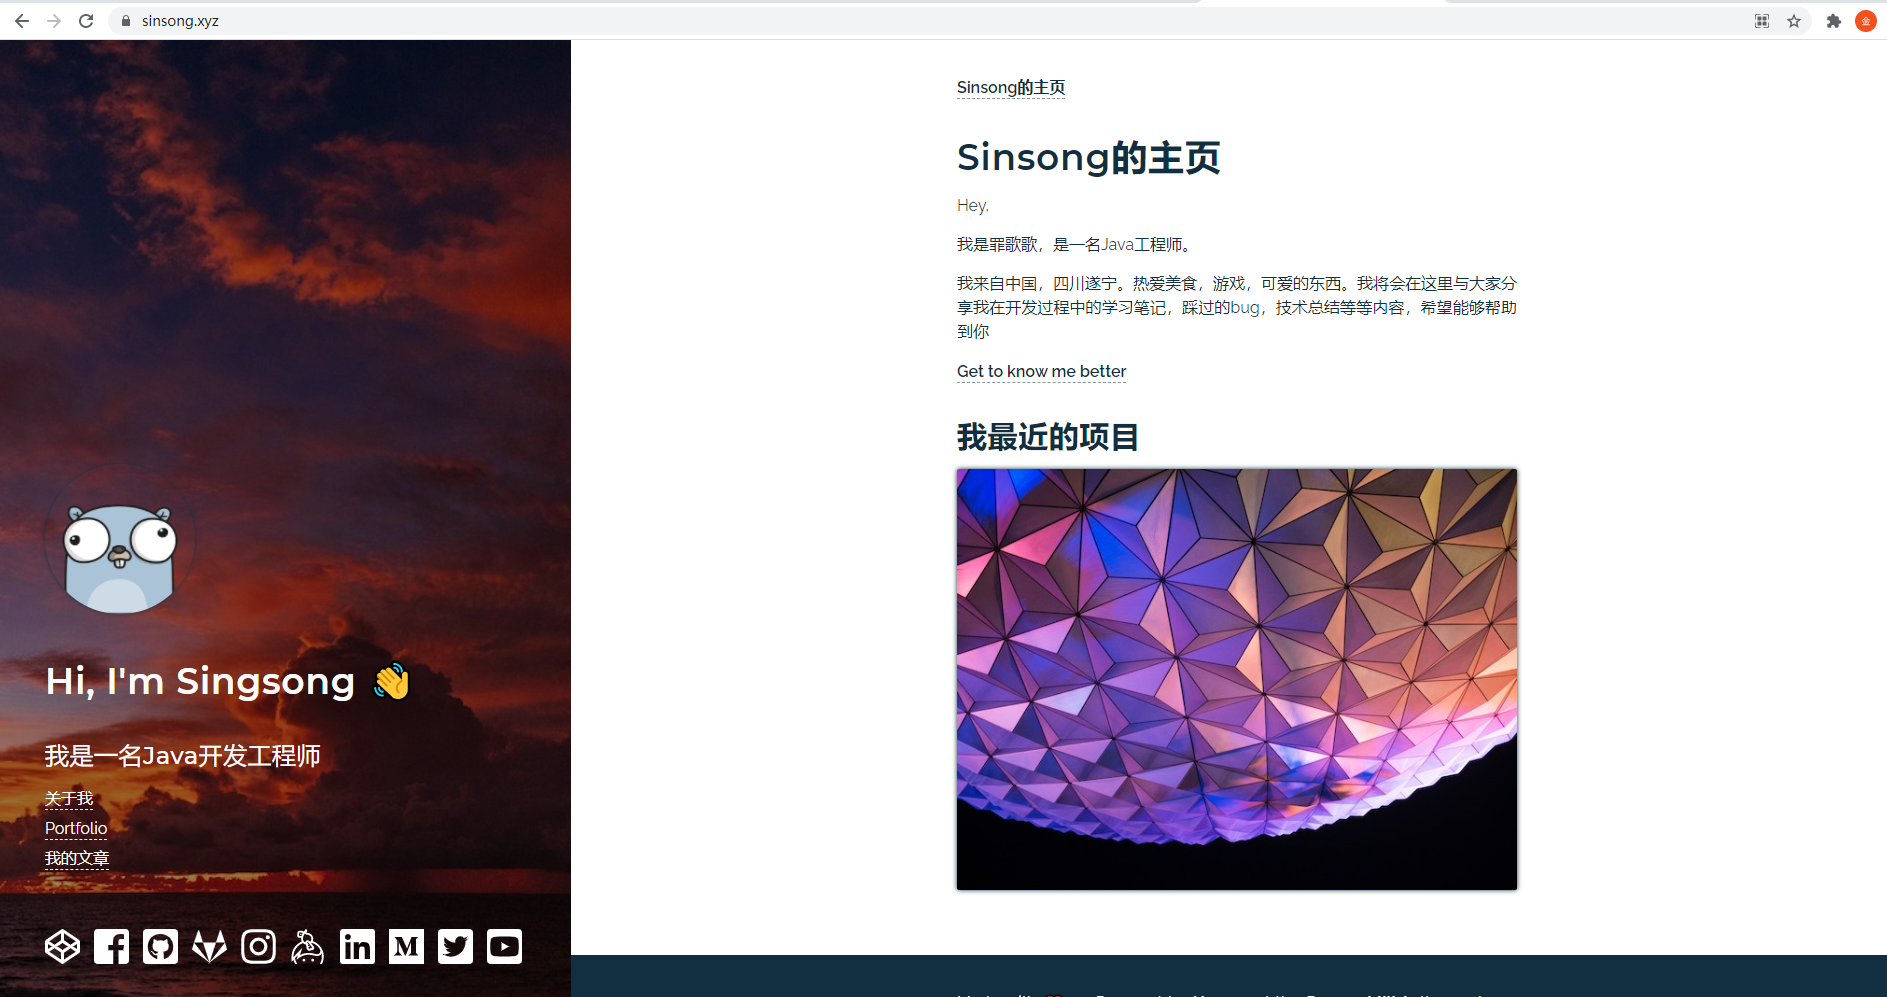 sinsong.xyz
金
Sinsong的主页
Sinsong的主页
Hey,
我是罪歌歌，是一名Java工程师。
我来自中国，四川遂宁。热爱美食，游戏，可爱的东西。我将会在这里与大家分
享我在开发过程中的学习笔记，踩过的bug，技术总结等等内容，希望能够帮助
到你
Get to know me better
我最近的项目
Hi, I'm Singsong 👋
我是一名Java开发工程师
关于我
Portfolio
我的文章